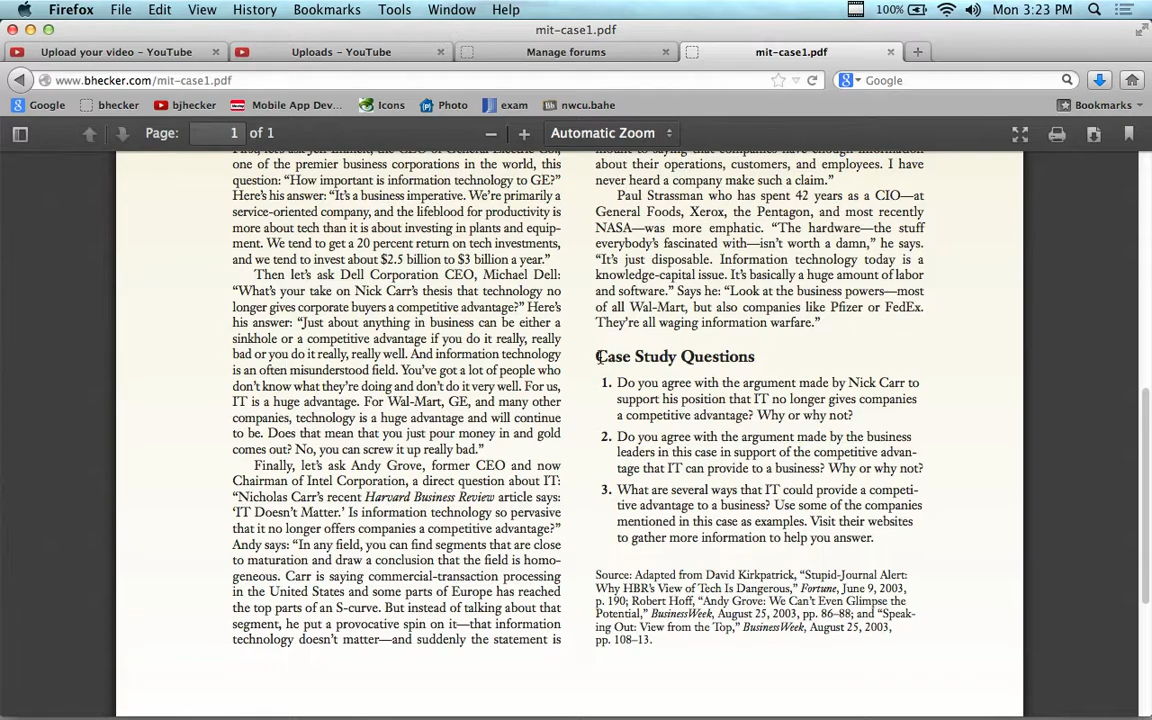 Firefox File Edit View History Bookmarks Tools Window Help 100% Mon 3:23 PM
mit-case1.pdf
Upload your video - YouTube × Uploads - YouTube × Manage forums × mit-case1.pdf × +
www.bhecker.com/mit-case1.pdf Google
Google bhecker bjhecker Mobile App Dev... Icons Photo exam nwcu.bahe Bookmarks
Page: 1 of 1 Automatic Zoom
one of the premier business corporations in the world, this
question: “How important is information technology to GE?”
Here’s his answer: “It’s a business imperative. We’re primarily a
service-oriented company, and the lifeblood for productivity is
more about tech than it is about investing in plants and equip-
ment. We tend to get a 20 percent return on tech investments,
and we tend to invest about $2.5 billion to $3 billion a year.”
Then let’s ask Dell Corporation CEO, Michael Dell:
“What’s your take on Nick Carr’s thesis that technology no
longer gives corporate buyers a competitive advantage?” Here’s
his answer: “Just about anything in business can be either a
sinkhole or a competitive advantage if you do it really, really
bad or you do it really, really well. And information technology
is an often misunderstood field. You’ve got a lot of people who
don’t know what they’re doing and don’t do it very well. For us,
IT is a huge advantage. For Wal-Mart, GE, and many other
companies, technology is a huge advantage and will continue
to be. Does that mean that you just pour money in and gold
comes out? No, you can screw it up really bad.”
Finally, let’s ask Andy Grove, former CEO and now
Chairman of Intel Corporation, a direct question about IT:
“Nicholas Carr’s recent Harvard Business Review article says:
‘IT Doesn’t Matter.’ Is information technology so pervasive
that it no longer offers companies a competitive advantage?”
Andy says: “In any field, you can find segments that are close
to maturation and draw a conclusion that the field is homo-
geneous. Carr is saying commercial-transaction processing
in the United States and some parts of Europe has reached
the top parts of an S-curve. But instead of talking about that
segment, he put a provocative spin on it—that information
technology doesn’t matter—and suddenly the statement is
about their operations, customers, and employees. I have
never heard a company make such a claim.”
Paul Strassman who has spent 42 years as a CIO—at
General Foods, Xerox, the Pentagon, and most recently
NASA—was more emphatic. “The hardware—the stuff
everybody’s fascinated with—isn’t worth a damn,” he says.
“It’s just disposable. Information technology today is a
knowledge-capital issue. It’s basically a huge amount of labor
and software.” Says he: “Look at the business powers—most
of all Wal-Mart, but also companies like Pfizer or FedEx.
They’re all waging information warfare.”
Case Study Questions
1. Do you agree with the argument made by Nick Carr to
support his position that IT no longer gives companies
a competitive advantage? Why or why not?
2. Do you agree with the argument made by the business
leaders in this case in support of the competitive advan-
tage that IT can provide to a business? Why or why not?
3. What are several ways that IT could provide a competi-
tive advantage to a business? Use some of the companies
mentioned in this case as examples. Visit their websites
to gather more information to help you answer.
Source: Adapted from David Kirkpatrick, “Stupid-Journal Alert:
Why HBR’s View of Tech Is Dangerous,” Fortune, June 9, 2003,
p. 190; Robert Hoff, “Andy Grove: We Can’t Even Glimpse the
Potential,” BusinessWeek, August 25, 2003, pp. 86–88; and “Speak-
ing Out: View from the Top,” BusinessWeek, August 25, 2003,
pp. 108–13.